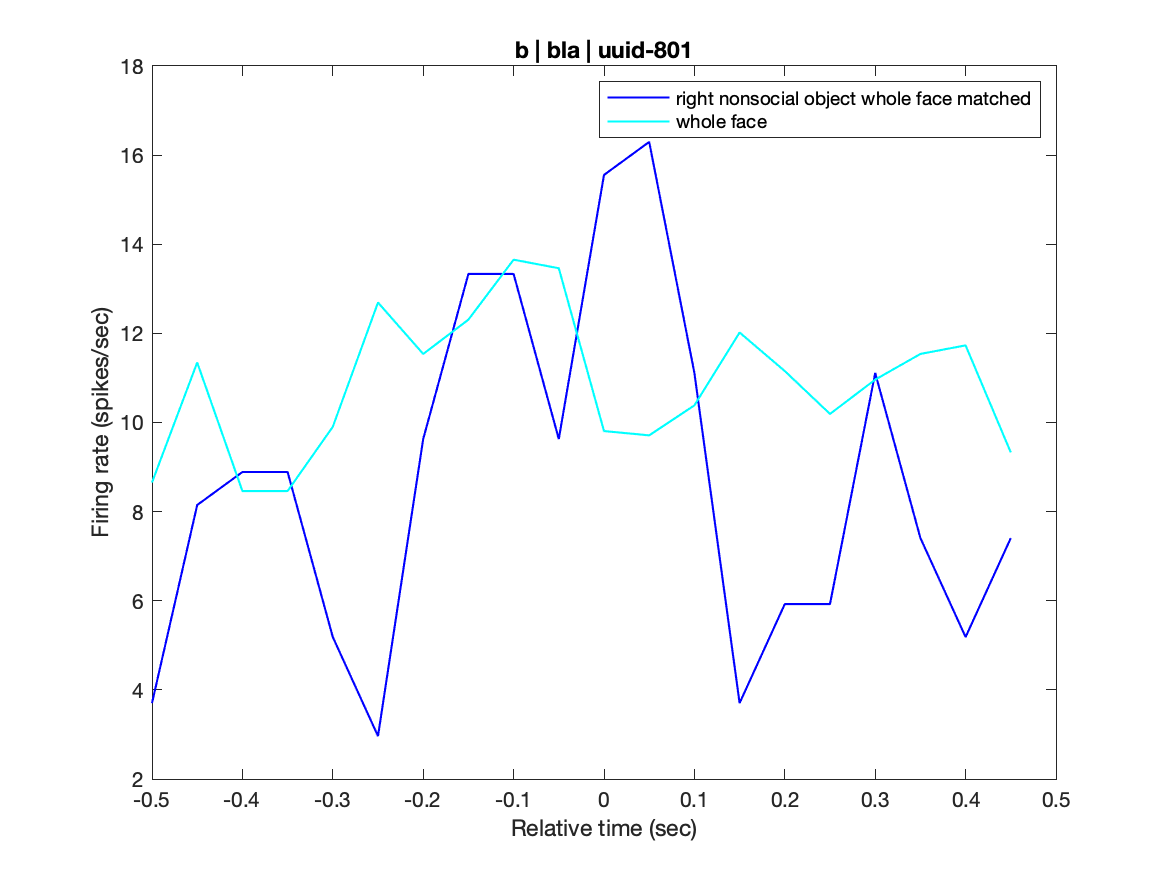 b | bla | uuid-801
right nonsocial object whole face matched
whole face
18
16
14
12
10
8
6
4
2
Firing rate (spikes/sec)
-0.5 -0.4 -0.3 -0.2 -0.1 0 0.1 0.2 0.3 0.4 0.5
Relative time (sec)